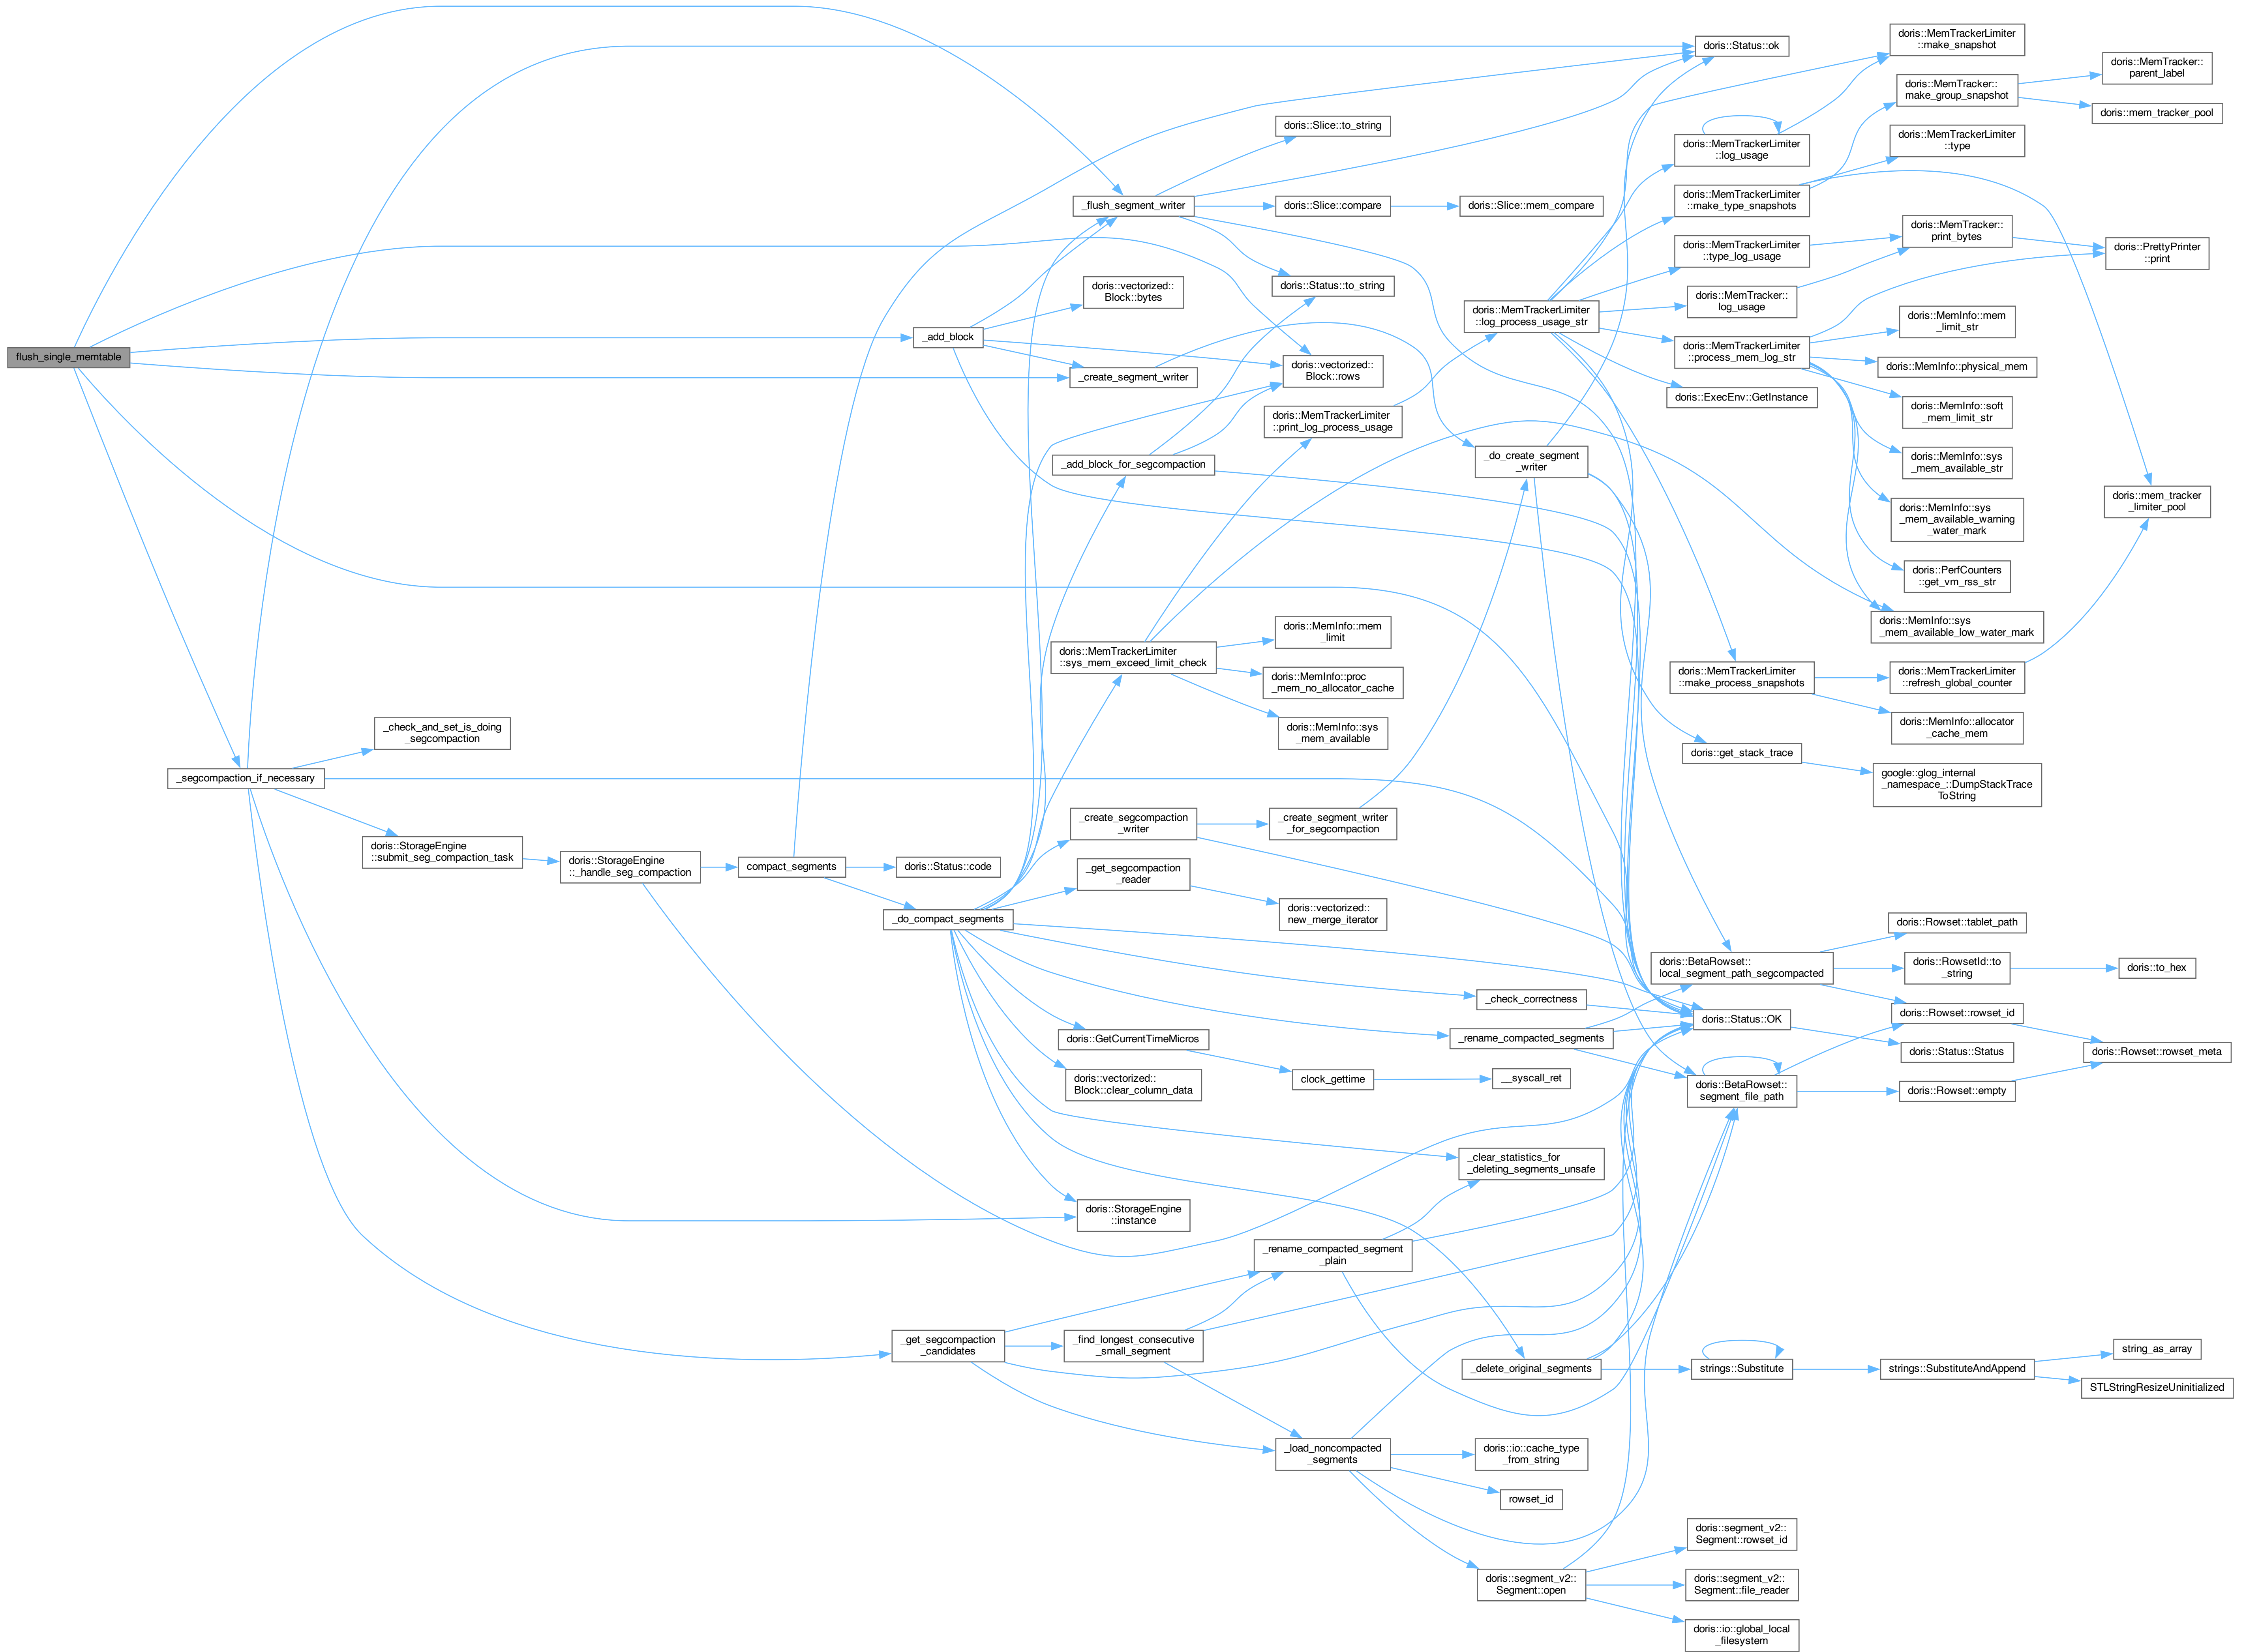 flush_single_memtable
_segcompaction_if_necessary
_check_and_set_is_doing
_segcompaction
doris::StorageEngine
::submit_seg_compaction_task
doris::StorageEngine
::_handle_seg_compaction
compact_segments
doris::Status::code
_add_block
_do_compact_segments
_get_segcompaction
_candidates
_flush_segment_writer
doris::vectorized::
Block::bytes
_create_segment_writer
_add_block_for_segcompaction
doris::MemTrackerLimiter
::sys_mem_exceed_limit_check
_create_segcompaction
_writer
_get_segcompaction
_reader
doris::GetCurrentTimeMicros
doris::vectorized::
Block::clear_column_data
doris::StorageEngine
::instance
_find_longest_consecutive
_small_segment
doris::Slice::to_string
doris::Slice::compare
doris::Status::to_string
doris::vectorized::
Block::rows
doris::MemTrackerLimiter
::print_log_process_usage
doris::MemInfo::mem
_limit
doris::MemInfo::proc
_mem_no_allocator_cache
doris::MemInfo::sys
_mem_available
_create_segment_writer
_for_segcompaction
doris::vectorized::
new_merge_iterator
clock_gettime
_rename_compacted_segment
_plain
_load_noncompacted
_segments
doris::Slice::mem_compare
doris::MemTrackerLimiter
::log_process_usage_str
_do_create_segment
_writer
_check_correctness
_rename_compacted_segments
__syscall_ret
_clear_statistics_for
_deleting_segments_unsafe
_delete_original_segments
doris::io::cache_type
_from_string
rowset_id
doris::segment_v2::
Segment::open
doris::Status::ok
doris::MemTrackerLimiter
::log_usage
doris::MemTrackerLimiter
::make_type_snapshots
doris::MemTrackerLimiter
::type_log_usage
doris::MemTracker::
log_usage
doris::MemTrackerLimiter
::process_mem_log_str
doris::ExecEnv::GetInstance
doris::MemTrackerLimiter
::make_process_snapshots
doris::get_stack_trace
doris::BetaRowset::
local_segment_path_segcompacted
doris::Status::OK
doris::BetaRowset::
segment_file_path
strings::Substitute
doris::segment_v2::
Segment::rowset_id
doris::segment_v2::
Segment::file_reader
doris::io::global_local
_filesystem
doris::MemTrackerLimiter
::make_snapshot
doris::MemTracker::
make_group_snapshot
doris::MemTrackerLimiter
::type
doris::MemTracker::
print_bytes
doris::MemInfo::mem
_limit_str
doris::MemInfo::physical_mem
doris::MemInfo::soft
_mem_limit_str
doris::MemInfo::sys
_mem_available_str
doris::MemInfo::sys
_mem_available_warning
_water_mark
doris::PerfCounters
::get_vm_rss_str
doris::MemInfo::sys
_mem_available_low_water_mark
doris::MemTrackerLimiter
::refresh_global_counter
doris::MemInfo::allocator
_cache_mem
google::glog_internal
_namespace_::DumpStackTrace
ToString
doris::Rowset::tablet_path
doris::RowsetId::to
_string
doris::Rowset::rowset_id
doris::Status::Status
doris::Rowset::empty
strings::SubstituteAndAppend
doris::MemTracker::
parent_label
doris::mem_tracker_pool
doris::PrettyPrinter
::print
doris::mem_tracker
_limiter_pool
doris::to_hex
doris::Rowset::rowset_meta
string_as_array
STLStringResizeUninitialized